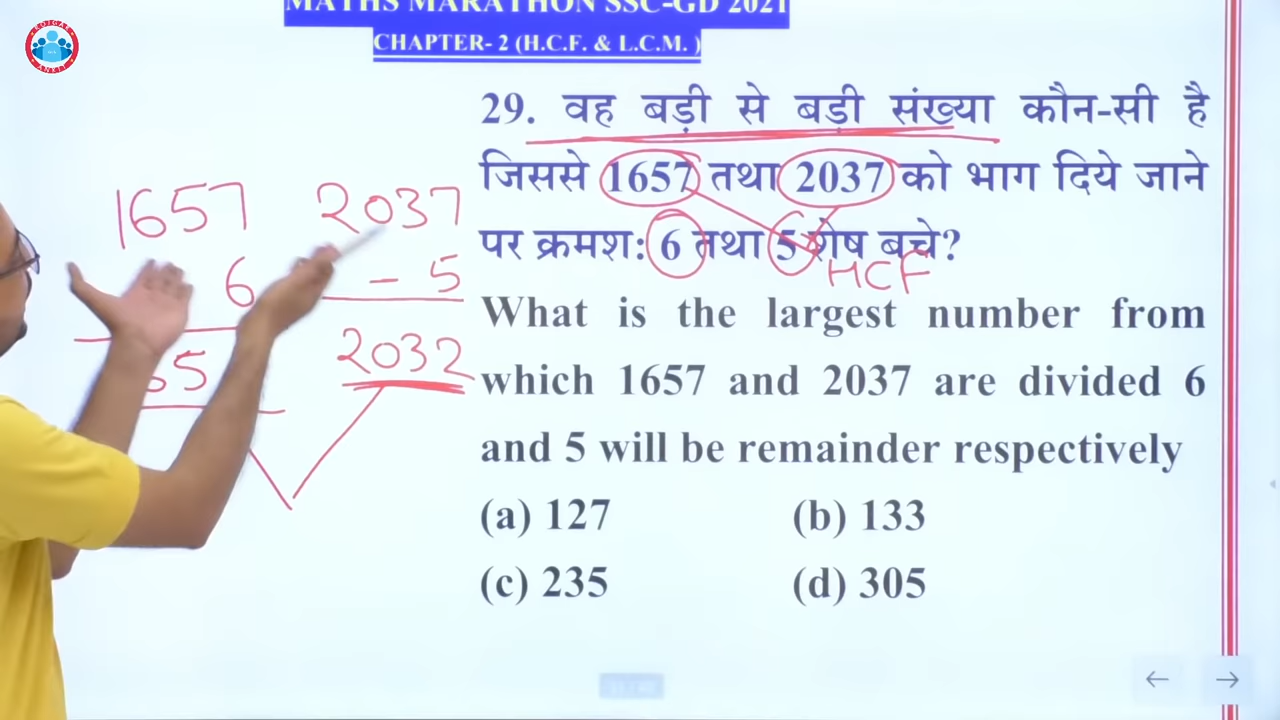 MATHS MARATHON SSC-GD 2021
CHAPTER- 2 (H.C.F. & L.C.M. )
29. वह बड़ी से बड़ी संख्या कौन-सी है
जिससे 1657 तथा 2037 को भाग दिये जाने
पर क्रमश: 6 तथा 5 शेष बचे?
HCF
What is the largest number from
which 1657 and 2037 are divided 6
and 5 will be remainder respectively
(a) 127 (b) 133
(c) 235 (d) 305
1657 2037
6 - 5
2032
ROJGAR
ANKIT